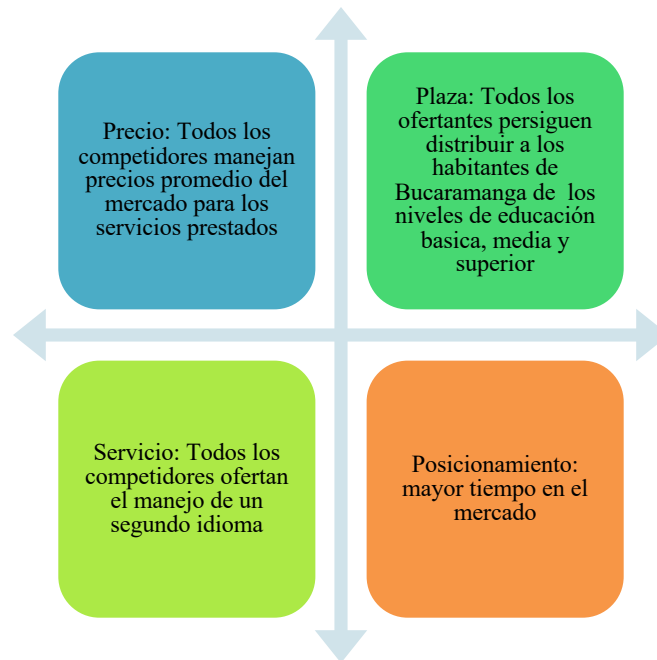 Precio: Todos los
competidores manejan
precios promedio del
mercado para los
servicios prestados
Plaza: Todos los
ofertantes persiguen
distribuir a los
habitantes de
Bucaramanga de los
niveles de educación
basica, media y
superior
Servicio: Todos los
competidores ofertan
el manejo de un
segundo idioma
Posicionamiento:
mayor tiempo en el
mercado